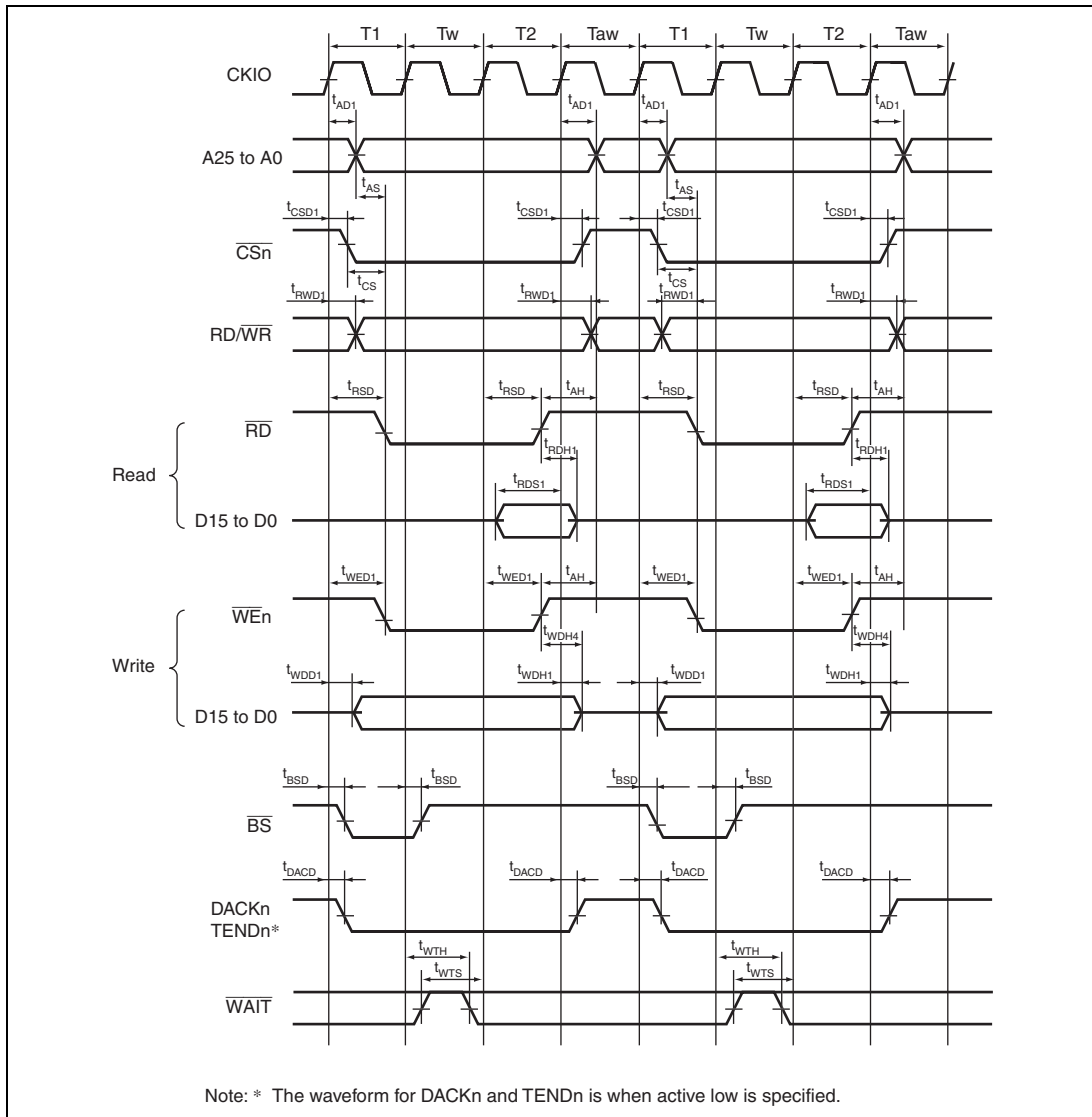 T1 Tw T2 Taw T1 Tw T2 Taw
CKIO
tAD1 tAD1 tAD1 tAD1
A25 to A0
tAS tAS
tCSD1 tCSD1 tCSD1 tCSD1
CSn
tCS tCS
tRWD1 tRWD1 tRWD1 tRWD1
RD/WR
tRSD tRSD tAH tRSD tRSD tAH
RD
tRDH1 tRDH1
Read
tRDS1 tRDS1
D15 to D0
tWED1 tWED1 tAH tWED1 tWED1 tAH
WEn
tWDH4 tWDH4
Write
tWDD1 tWDH1 tWDD1 tWDH1
D15 to D0
tBSD tBSD tBSD tBSD
BS
tDACD tDACD tDACD tDACD
DACKn
TENDn*
tWTH tWTH
tWTS tWTS
WAIT
Note: * The waveform for DACKn and TENDn is when active low is specified.